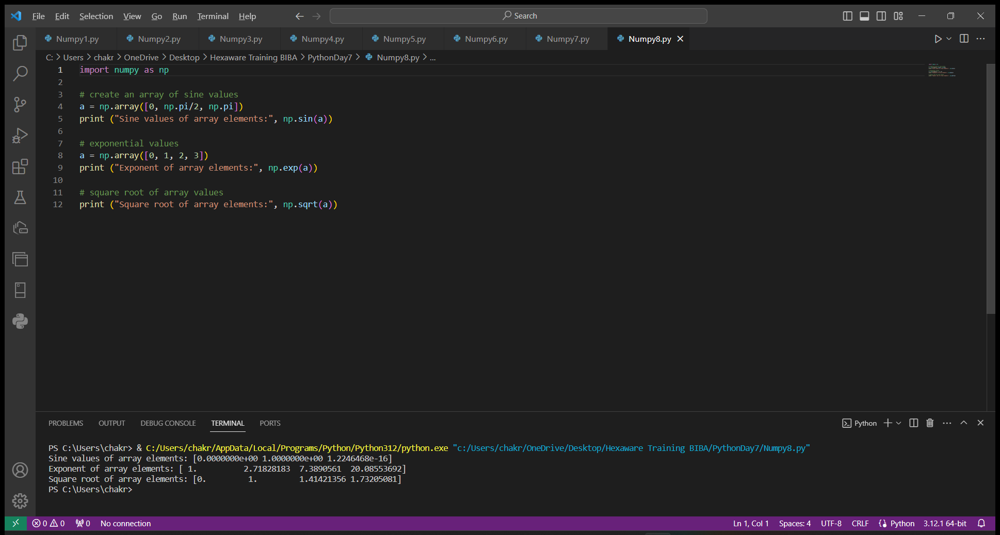 File Edit Selection View Go Run Terminal Help Search
Numpy1.py Numpy2.py Numpy3.py Numpy4.py Numpy5.py Numpy6.py Numpy7.py Numpy8.py
C: > Users > chakr > OneDrive > Desktop > Hexaware Training BIBA > PythonDay7 > Numpy8.py > ...
1 import numpy as np
2
3 # create an array of sine values
4 a = np.array([0, np.pi/2, np.pi])
5 print ("Sine values of array elements:", np.sin(a))
6
7 # exponential values
8 a = np.array([0, 1, 2, 3])
9 print ("Exponent of array elements:", np.exp(a))
10
11 # square root of array values
12 print ("Square root of array elements:", np.sqrt(a))
PROBLEMS OUTPUT DEBUG CONSOLE TERMINAL PORTS Python
PS C:\Users\chakr> & C:/Users/chakr/AppData/Local/Programs/Python/Python312/python.exe "c:/Users/chakr/OneDrive/Desktop/Hexaware Training BIBA/PythonDay7/Numpy8.py"
Sine values of array elements: [0.0000000e+00 1.0000000e+00 1.2246468e-16]
Exponent of array elements: [ 1.          2.71828183  7.3890561  20.08553692]
Square root of array elements: [0.         1.         1.41421356 1.73205081]
PS C:\Users\chakr>
0 0 0 No connection Ln 1, Col 1 Spaces: 4 UTF-8 CRLF Python 3.12.1 64-bit